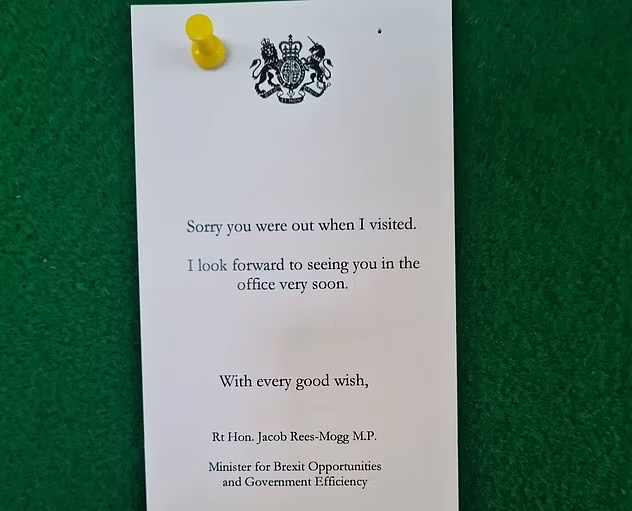 Sorry you were out when I visited.
I look forward to seeing you in the
office very soon.
With every good wish,
Rt Hon. Jacob Rees-Mogg M.P.
Minister for Brexit Opportunities
and Government Efficiency